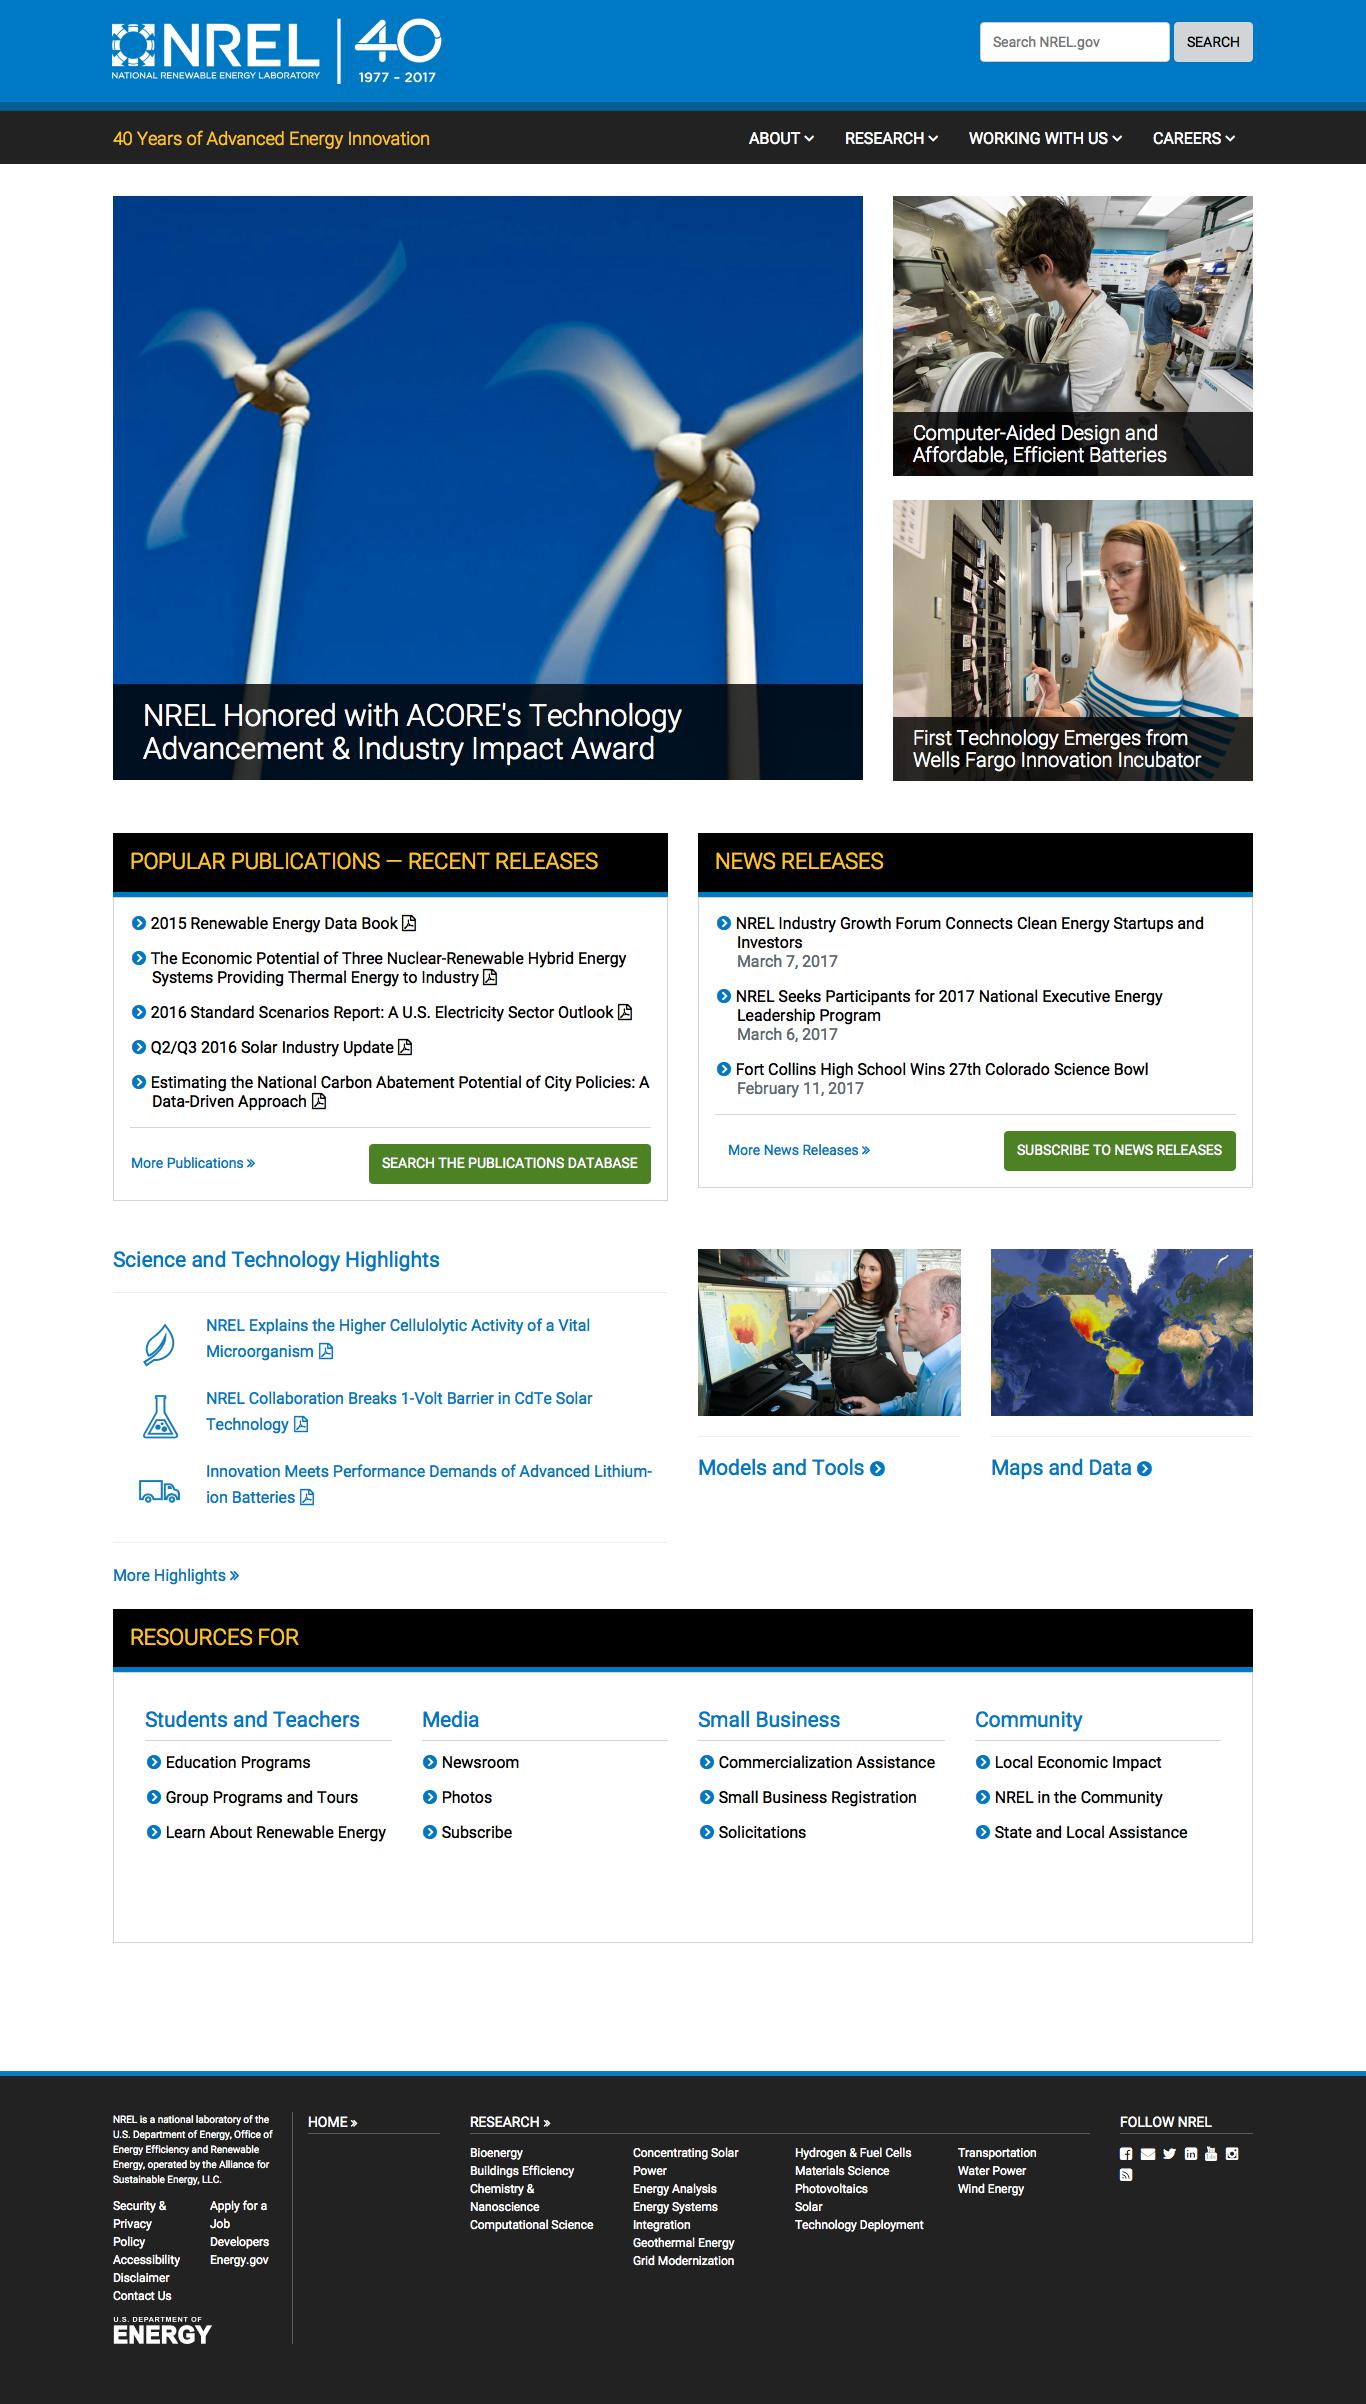 NREL
NATIONAL RENEWABLE ENERGY LABORATORY
40
1977 - 2017
Search NREL.gov
SEARCH
40 Years of Advanced Energy Innovation
ABOUT
RESEARCH
WORKING WITH US
CAREERS
NREL Honored with ACORE's Technology
Advancement & Industry Impact Award
Computer-Aided Design and
Affordable, Efficient Batteries
First Technology Emerges from
Wells Fargo Innovation Incubator
POPULAR PUBLICATIONS — RECENT RELEASES
2015 Renewable Energy Data Book
The Economic Potential of Three Nuclear-Renewable Hybrid Energy
Systems Providing Thermal Energy to Industry
2016 Standard Scenarios Report: A U.S. Electricity Sector Outlook
Q2/Q3 2016 Solar Industry Update
Estimating the National Carbon Abatement Potential of City Policies: A
Data-Driven Approach
More Publications »
SEARCH THE PUBLICATIONS DATABASE
NEWS RELEASES
NREL Industry Growth Forum Connects Clean Energy Startups and
Investors
March 7, 2017
NREL Seeks Participants for 2017 National Executive Energy
Leadership Program
March 6, 2017
Fort Collins High School Wins 27th Colorado Science Bowl
February 11, 2017
More News Releases »
SUBSCRIBE TO NEWS RELEASES
Science and Technology Highlights
NREL Explains the Higher Cellulolytic Activity of a Vital
Microorganism
NREL Collaboration Breaks 1-Volt Barrier in CdTe Solar
Technology
Innovation Meets Performance Demands of Advanced Lithium-
ion Batteries
More Highlights »
Models and Tools
Maps and Data
RESOURCES FOR
Students and Teachers
Education Programs
Group Programs and Tours
Learn About Renewable Energy
Media
Newsroom
Photos
Subscribe
Small Business
Commercialization Assistance
Small Business Registration
Solicitations
Community
Local Economic Impact
NREL in the Community
State and Local Assistance
NREL is a national laboratory of the
U.S. Department of Energy, Office of
Energy Efficiency and Renewable
Energy, operated by the Alliance for
Sustainable Energy, LLC.
Security &
Privacy
Policy
Accessibility
Disclaimer
Contact Us
Apply for a
Job
Developers
Energy.gov
U.S. DEPARTMENT OF
ENERGY
HOME »
RESEARCH »
Bioenergy
Buildings Efficiency
Chemistry &
Nanoscience
Computational Science
Concentrating Solar
Power
Energy Analysis
Energy Systems
Integration
Geothermal Energy
Grid Modernization
Hydrogen & Fuel Cells
Materials Science
Photovoltaics
Solar
Technology Deployment
Transportation
Water Power
Wind Energy
FOLLOW NREL